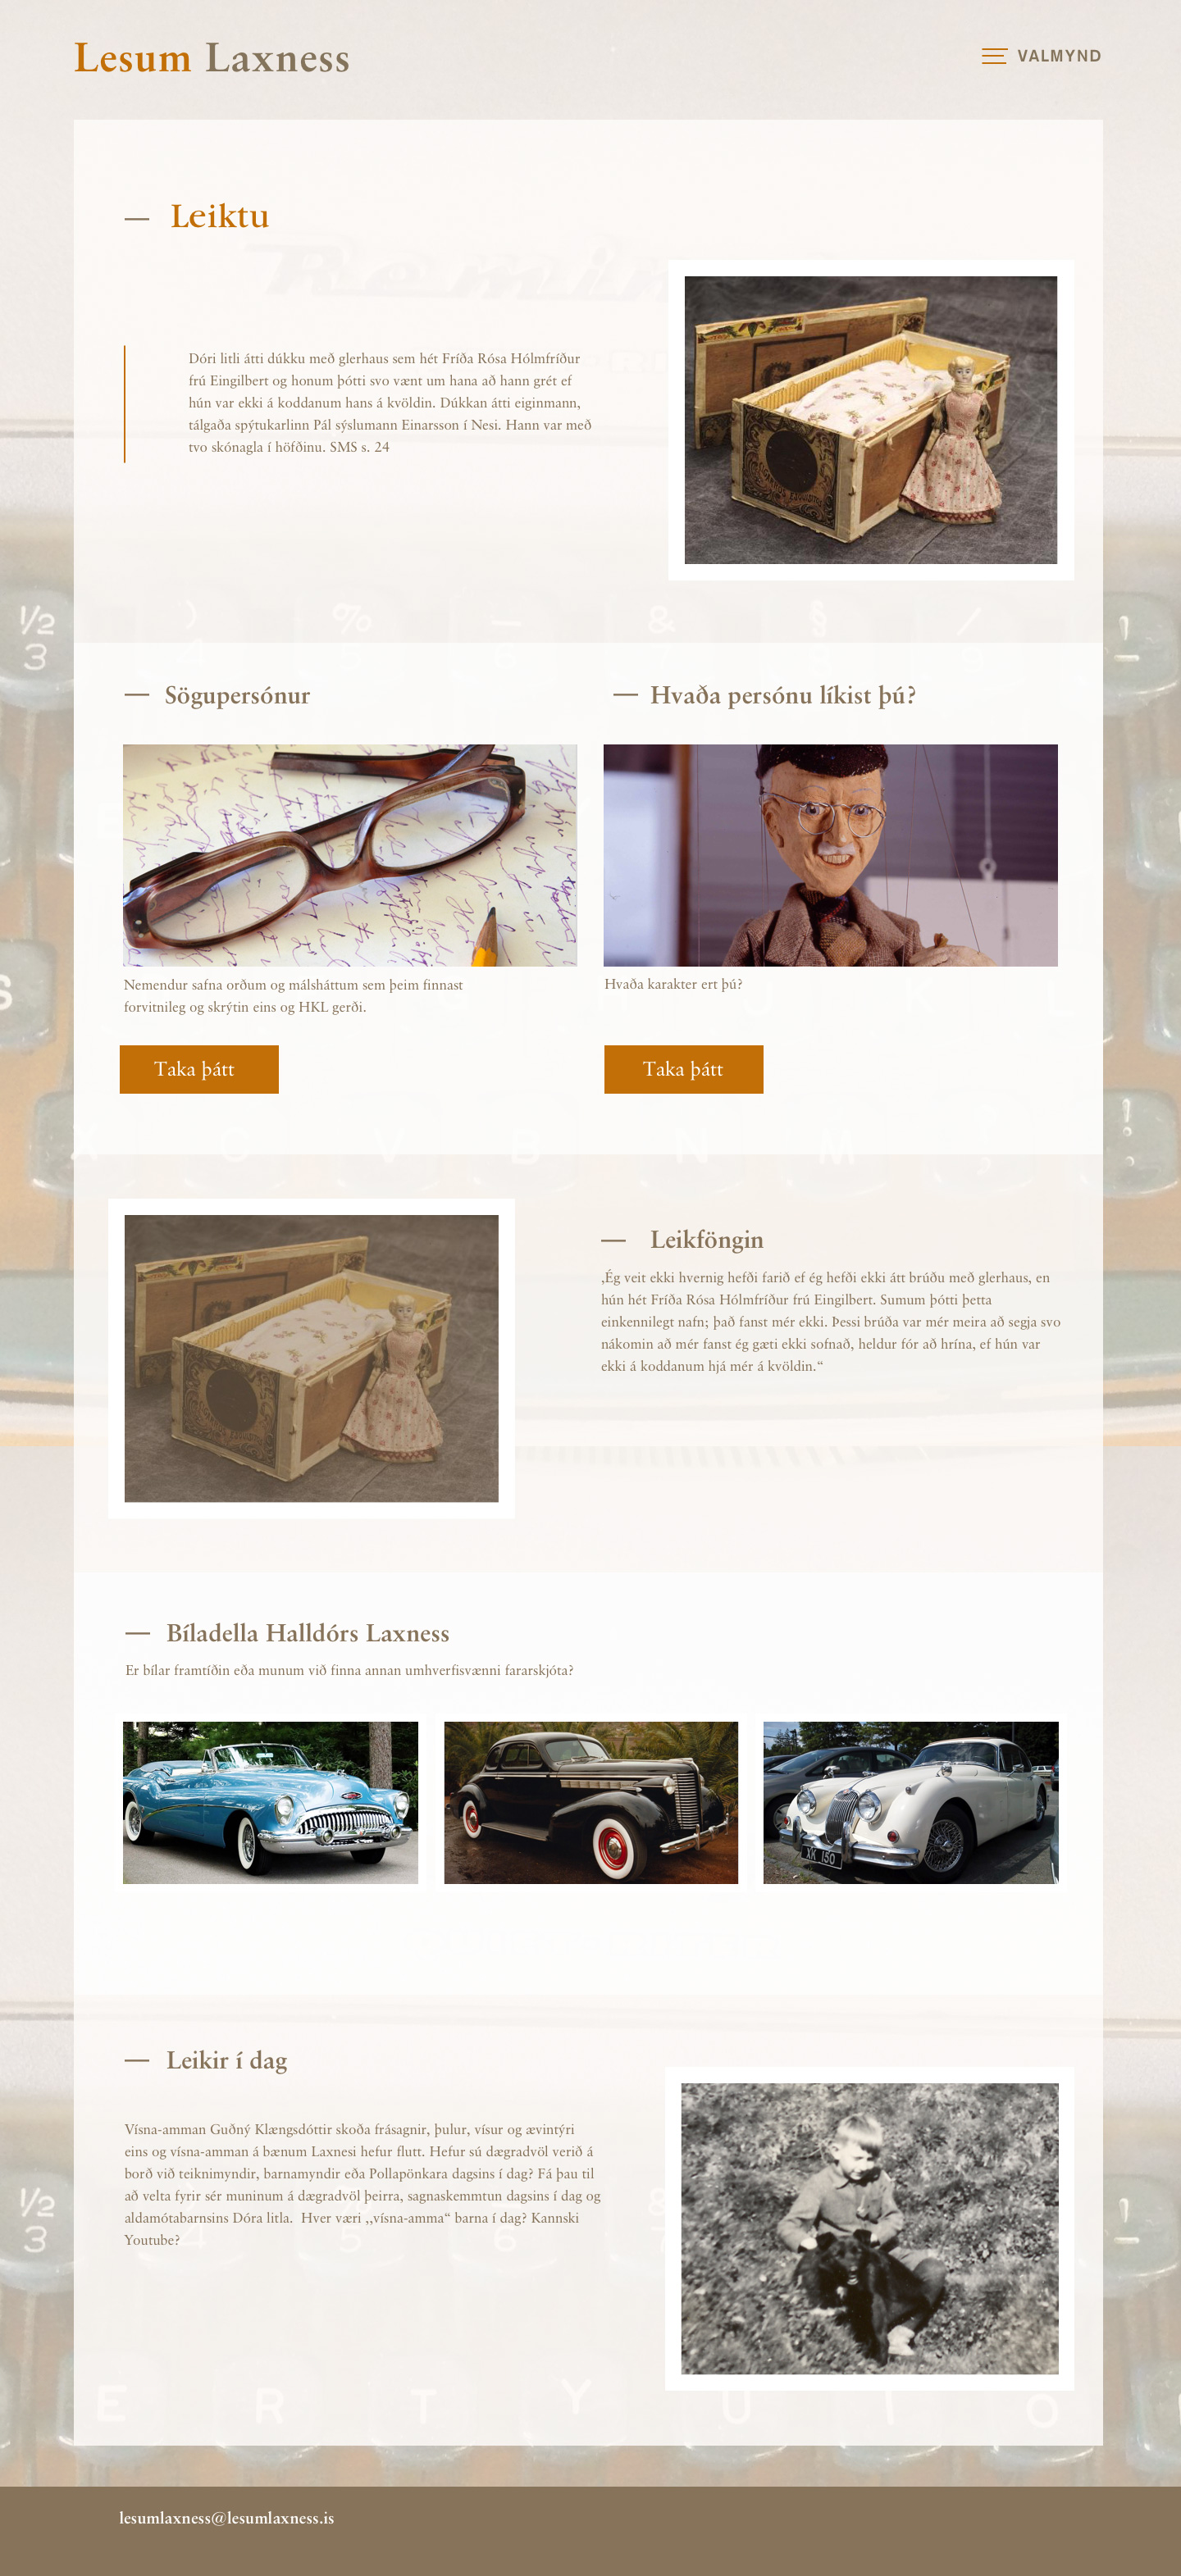 Lesum Laxness
VALMYND
Leiktu
Dóri litli átti dúkku með glerhaus sem hét Fríða Rósa Hólmfríður
frú Eingilbert og honum þótti svo vænt um hana að hann grét ef
hún var ekki á koddanum hans á kvöldin. Dúkkan átti eiginmann,
tálgaða spýtukarlinn Pál sýslumann Einarsson í Nesi. Hann var með
tvo skónagla í höfðinu. SMS s. 24
Sögupersónur
Hvaða persónu líkist þú?
Nemendur safna orðum og málsháttum sem þeim finnast
forvitnileg og skrýtin eins og HKL gerði.
Hvaða karakter ert þú?
Taka þátt
Taka þátt
Leikföngin
‚Ég veit ekki hvernig hefði farið ef ég hefði ekki átt brúðu með glerhaus, en
hún hét Fríða Rósa Hólmfríður frú Eingilbert. Sumum þótti þetta
einkennilegt nafn; það fanst mér ekki. Þessi brúða var mér meira að segja svo
nákomin að mér fanst ég gæti ekki sofnað, heldur fór að hrína, ef hún var
ekki á koddanum hjá mér á kvöldin.“
Bíladella Halldórs Laxness
Er bílar framtíðin eða munum við finna annan umhverfisvænni fararskjóta?
XK 150
Leikir í dag
Vísna-amman Guðný Klængsdóttir skoða frásagnir, þulur, vísur og ævintýri
eins og vísna-amman á bænum Laxnesi hefur flutt. Hefur sú dægradvöl verið á
borð við teiknimyndir, barnamyndir eða Pollapönkara dagsins í dag? Fá þau til
að velta fyrir sér muninum á dægradvöl þeirra, sagnaskemmtun dagsins í dag og
aldamótabarnsins Dóra litla.  Hver væri ,,vísna-amma“ barna í dag? Kannski
Youtube?
lesumlaxness@lesumlaxness.is